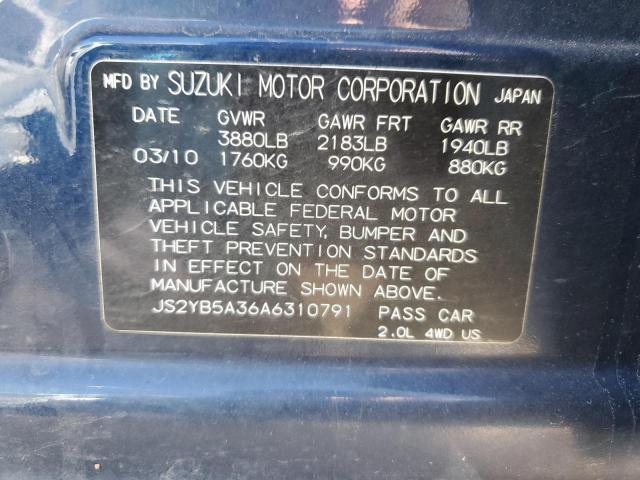 MFD BY SUZUKI MOTOR CORPORATION JAPAN
DATE GVWR GAWR FRT GAWR RR
3880LB 2183LB 1940LB
03/10 1760KG 990KG 880KG
THIS VEHICLE CONFORMS TO ALL
APPLICABLE FEDERAL MOTOR
VEHICLE SAFETY, BUMPER AND
THEFT PREVENTION STANDARDS
IN EFFECT ON THE DATE OF
MANUFACTURE SHOWN ABOVE.
JS2YB5A36A6310791 PASS CAR
2.0L 4WD US